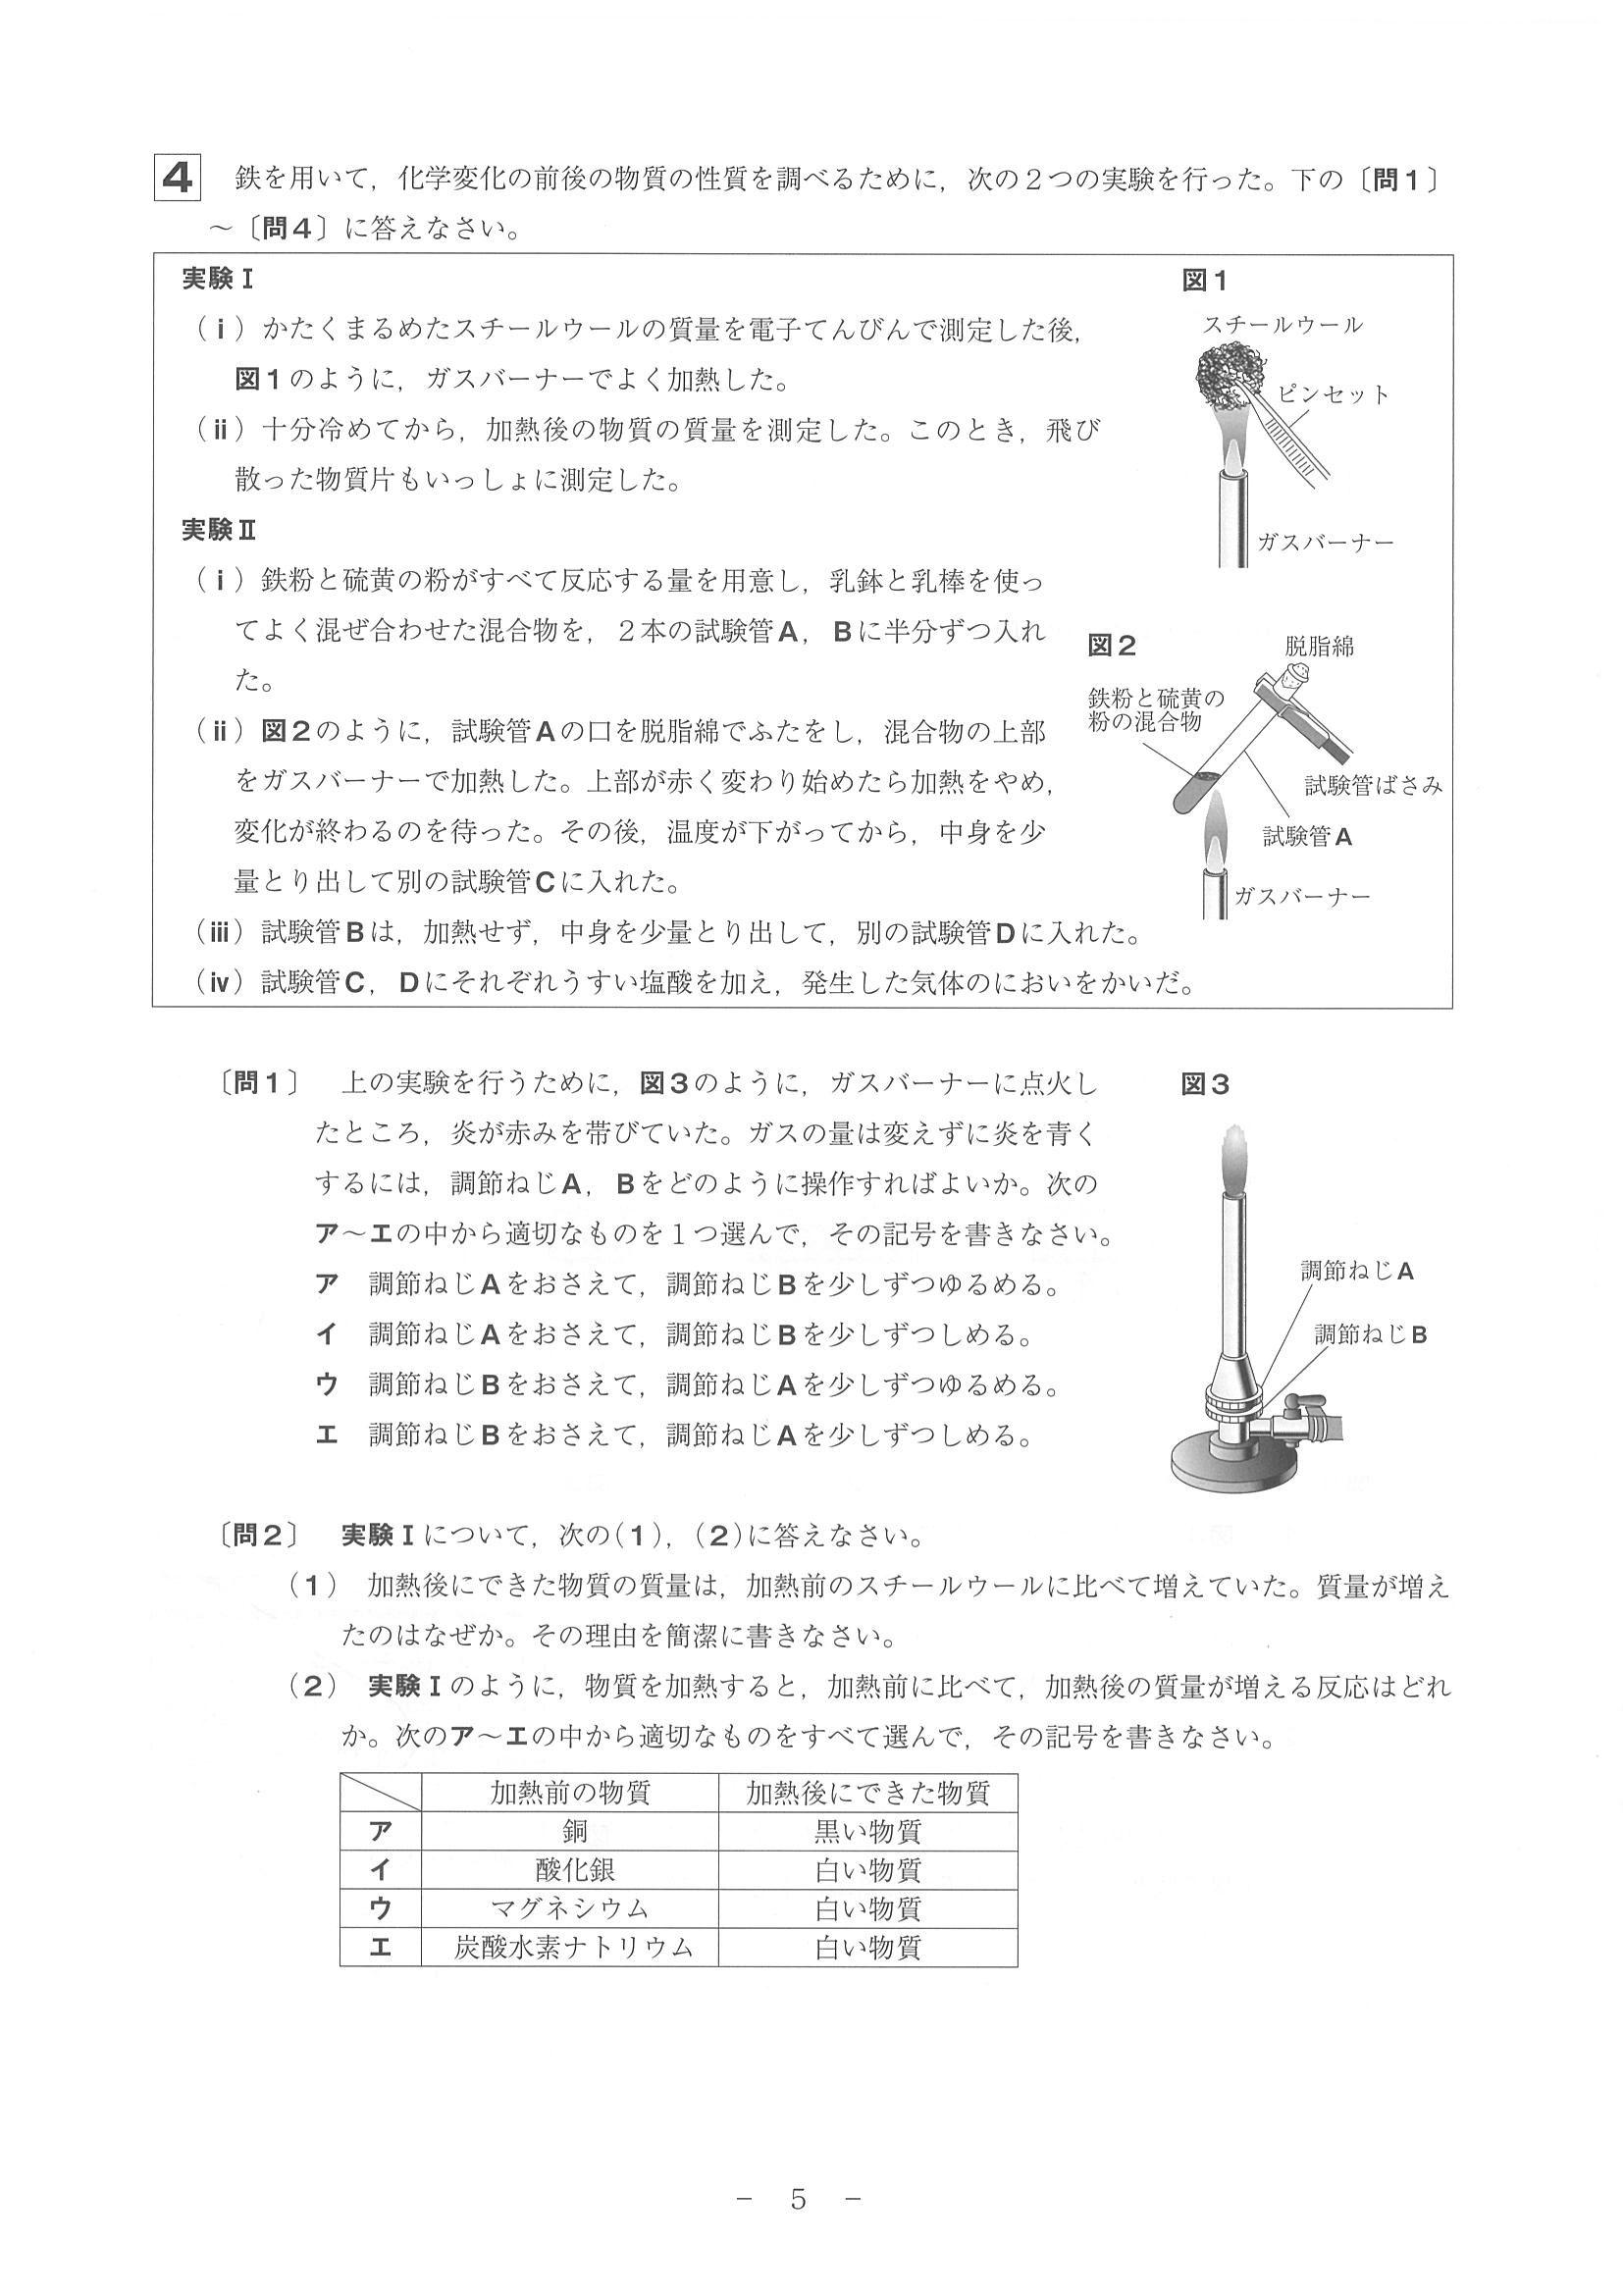 4 鉄を用いて，化学変化の前後の物質の性質を調べるために，次の２つの実験を行った。下の〔問１〕
～〔問４〕に答えなさい。
実験Ⅰ
（ⅰ）かたくまるめたスチールウールの質量を電子てんびんで測定した後，
図１のように，ガスバーナーでよく加熱した。
（ⅱ）十分冷めてから，加熱後の物質の質量を測定した。このとき，飛び
散った物質片もいっしょに測定した。
図１
スチールウール
ピンセット
ガスバーナー
実験Ⅱ
（ⅰ）鉄粉と硫黄の粉がすべて反応する量を用意し，乳鉢と乳棒を使っ
てよく混ぜ合わせた混合物を，２本の試験管A，Bに半分ずつ入れ
た。
（ⅱ）図２のように，試験管Aの口を脱脂綿でふたをし，混合物の上部
をガスバーナーで加熱した。上部が赤く変わり始めたら加熱をやめ，
変化が終わるのを待った。その後，温度が下がってから，中身を少
量とり出して別の試験管Cに入れた。
（ⅲ）試験管Bは，加熱せず，中身を少量とり出して，別の試験管Dに入れた。
（ⅳ）試験管C，Dにそれぞれうすい塩酸を加え，発生した気体のにおいをかいだ。
図２
脱脂綿
鉄粉と硫黄の
粉の混合物
試験管ばさみ
試験管A
ガスバーナー
〔問１〕 上の実験を行うために，図３のように，ガスバーナーに点火し
たところ，炎が赤みを帯びていた。ガスの量は変えずに炎を青く
するには，調節ねじA，Bをどのように操作すればよいか。次の
ア～エの中から適切なものを１つ選んで，その記号を書きなさい。
ア 調節ねじAをおさえて，調節ねじBを少しずつゆるめる。
イ 調節ねじAをおさえて，調節ねじBを少しずつしめる。
ウ 調節ねじBをおさえて，調節ねじAを少しずつゆるめる。
エ 調節ねじBをおさえて，調節ねじAを少しずつしめる。
図３
調節ねじA
調節ねじB
〔問２〕 実験Ⅰについて，次の（１），（２）に答えなさい。
（１） 加熱後にできた物質の質量は，加熱前のスチールウールに比べて増えていた。質量が増え
たのはなぜか。その理由を簡潔に書きなさい。
（２） 実験Ⅰのように，物質を加熱すると，加熱前に比べて，加熱後の質量が増える反応はどれ
か。次のア～エの中から適切なものをすべて選んで，その記号を書きなさい。
加熱前の物質 加熱後にできた物質
ア 銅 黒い物質
イ 酸化銀 白い物質
ウ マグネシウム 白い物質
エ 炭酸水素ナトリウム 白い物質
－ 5 －